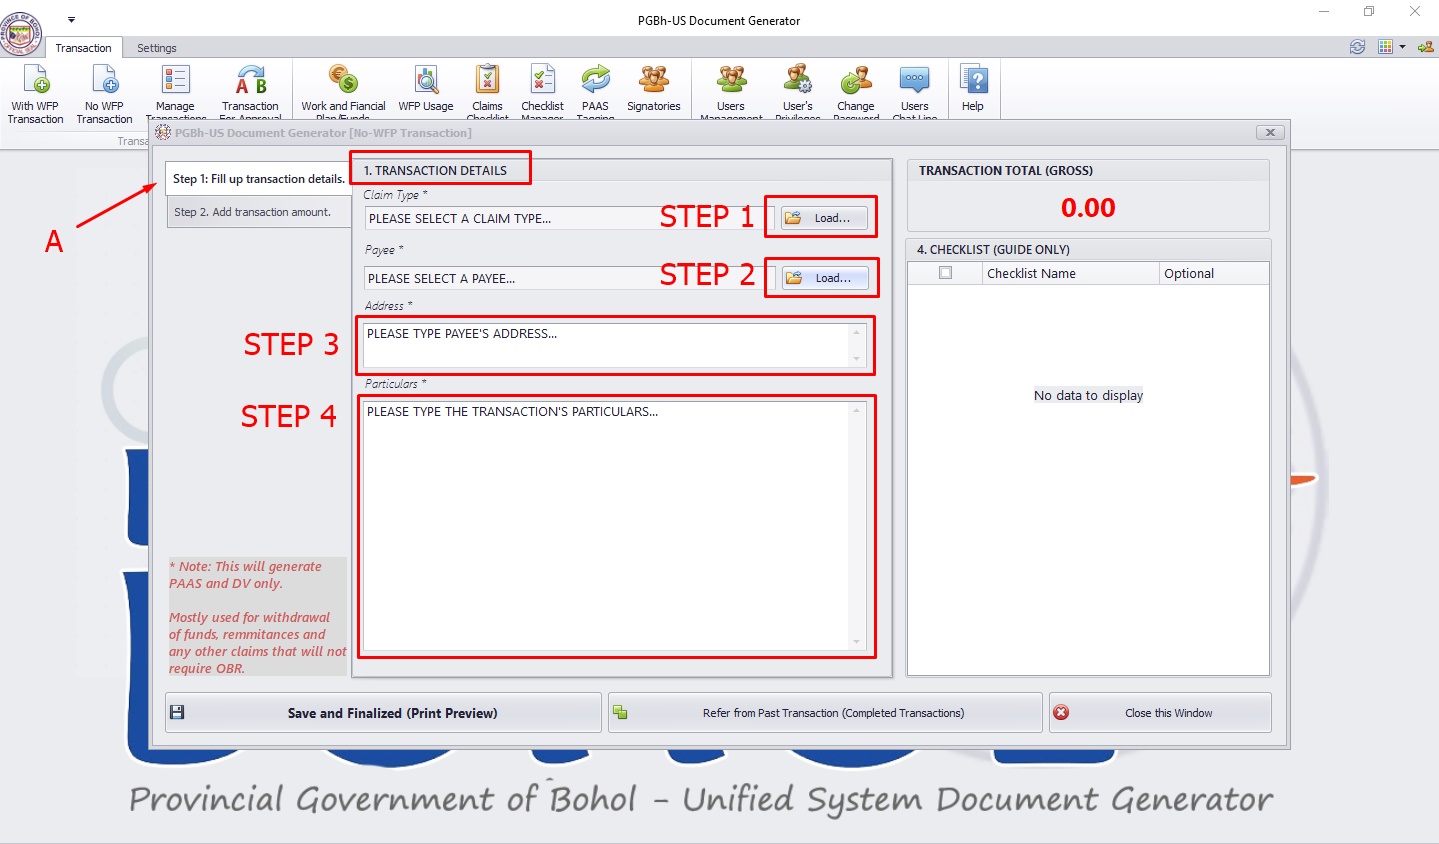 PGBh-US Document Generator
Transaction Settings
With WFP Transaction
No WFP Transaction
Manage Transactions
Transaction For Approval
Work and Fiancial Plan/Funds
WFP Usage
Claims Checklist
Checklist Manager
PAAS Tagging
Signatories
Users Management
User's Privileges
Change Password
Users Chat Line
Help
Transa
PGBh-US Document Generator [No-WFP Transaction]
Step 1: Fill up transaction details.
Step 2. Add transaction amount.
A
1. TRANSACTION DETAILS
Claim Type *
PLEASE SELECT A CLAIM TYPE...
STEP 1
Load...
Payee *
PLEASE SELECT A PAYEE...
STEP 2
Load...
Address *
STEP 3
PLEASE TYPE PAYEE'S ADDRESS...
Particulars *
STEP 4
PLEASE TYPE THE TRANSACTION'S PARTICULARS...
* Note: This will generate
PAAS and DV only.
Mostly used for withdrawal
of funds, remmitances and
any other claims that will not
require OBR.
TRANSACTION TOTAL (GROSS)
0.00
4. CHECKLIST (GUIDE ONLY)
Checklist Name Optional
No data to display
Save and Finalized (Print Preview)
Refer from Past Transaction (Completed Transactions)
Close this Window
Provincial Government of Bohol - Unified System Document Generator